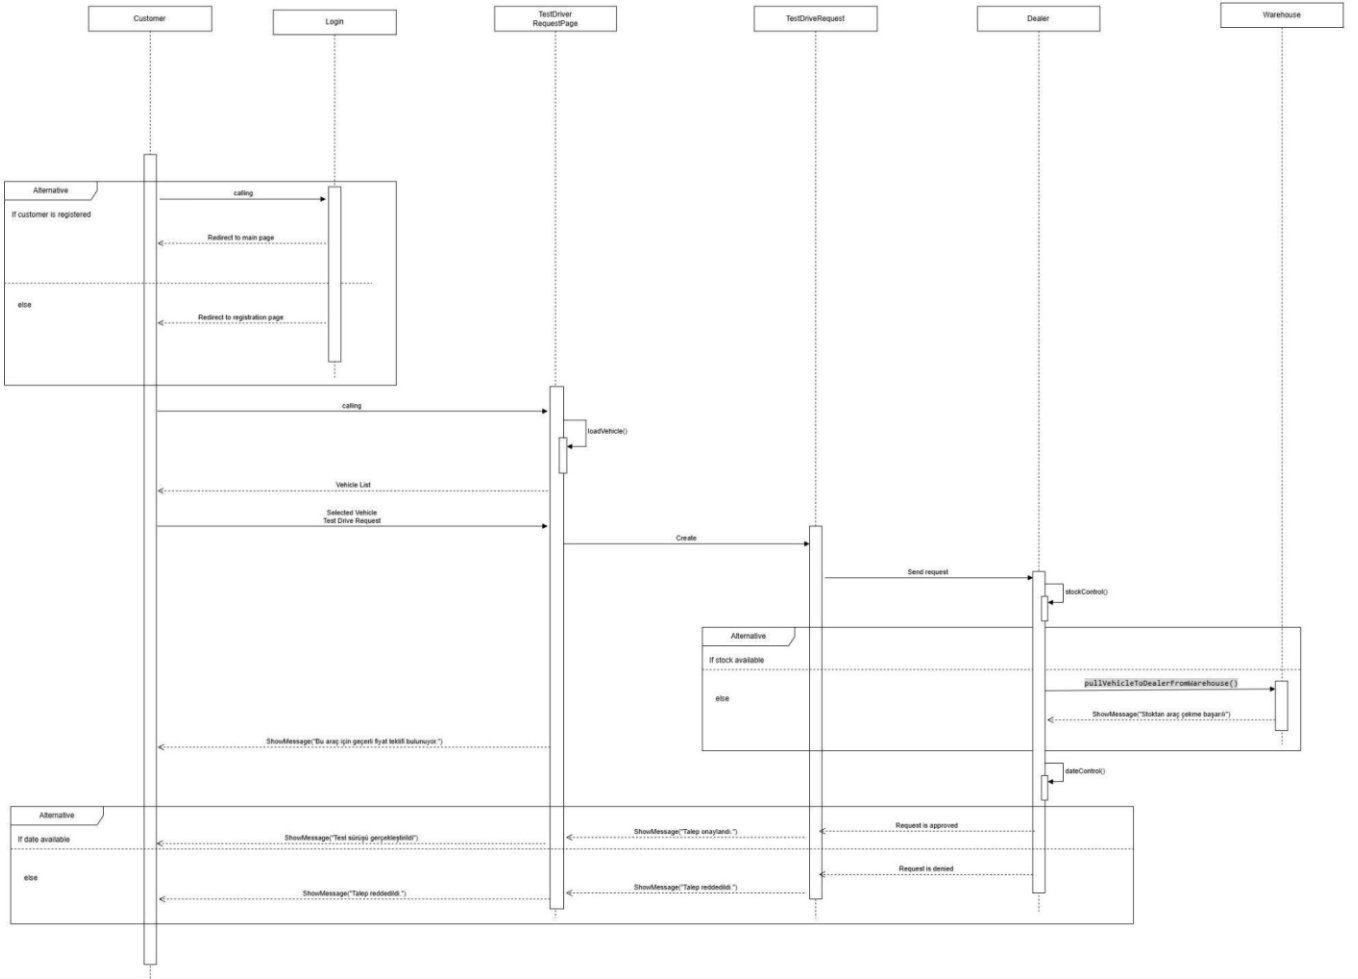 Customer
Login
TestDriver
RequestPage
TestDriveRequest
Dealer
Warehouse
Alternative
If customer is registered
calling
Redirect to main page
else
Redirect to registration page
calling
loadVehicle()
Vehicle List
Selected Vehicle
Test Drive Request
Create
Send request
stockControl()
Alternative
If stock available
else
pullVehicleToDealerFromWarehouse()
ShowMessage("Stoktan araç çekme başarılı")
ShowMessage("Bu araç için geçerli fiyat teklifi bulunuyor.")
dateControl()
Alternative
If date available
Request is approved
ShowMessage("Talep onaylandı.")
ShowMessage("Test sürüşü gerçekleştirildi")
else
Request is denied
ShowMessage("Talep reddedildi.")
ShowMessage("Talep reddedildi.")